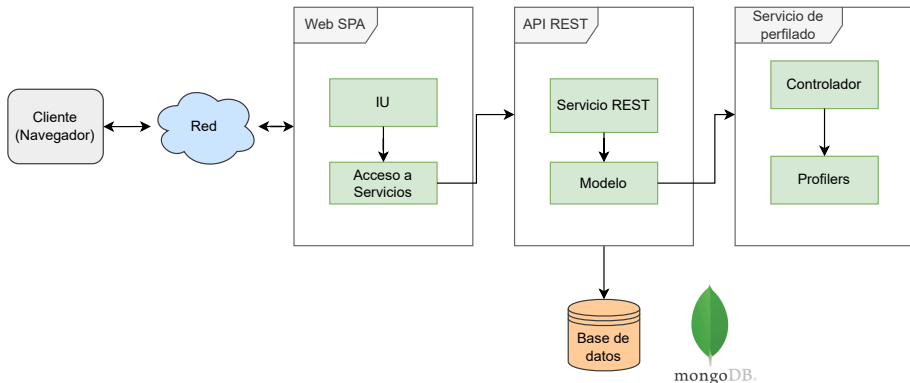 Web SPA
API REST
Servicio de
perfilado
IU
Servicio REST
Controlador
Cliente
(Navegador)
Red
Acceso a
Servicios
Modelo
Profilers
Base de
datos
mongoDB.